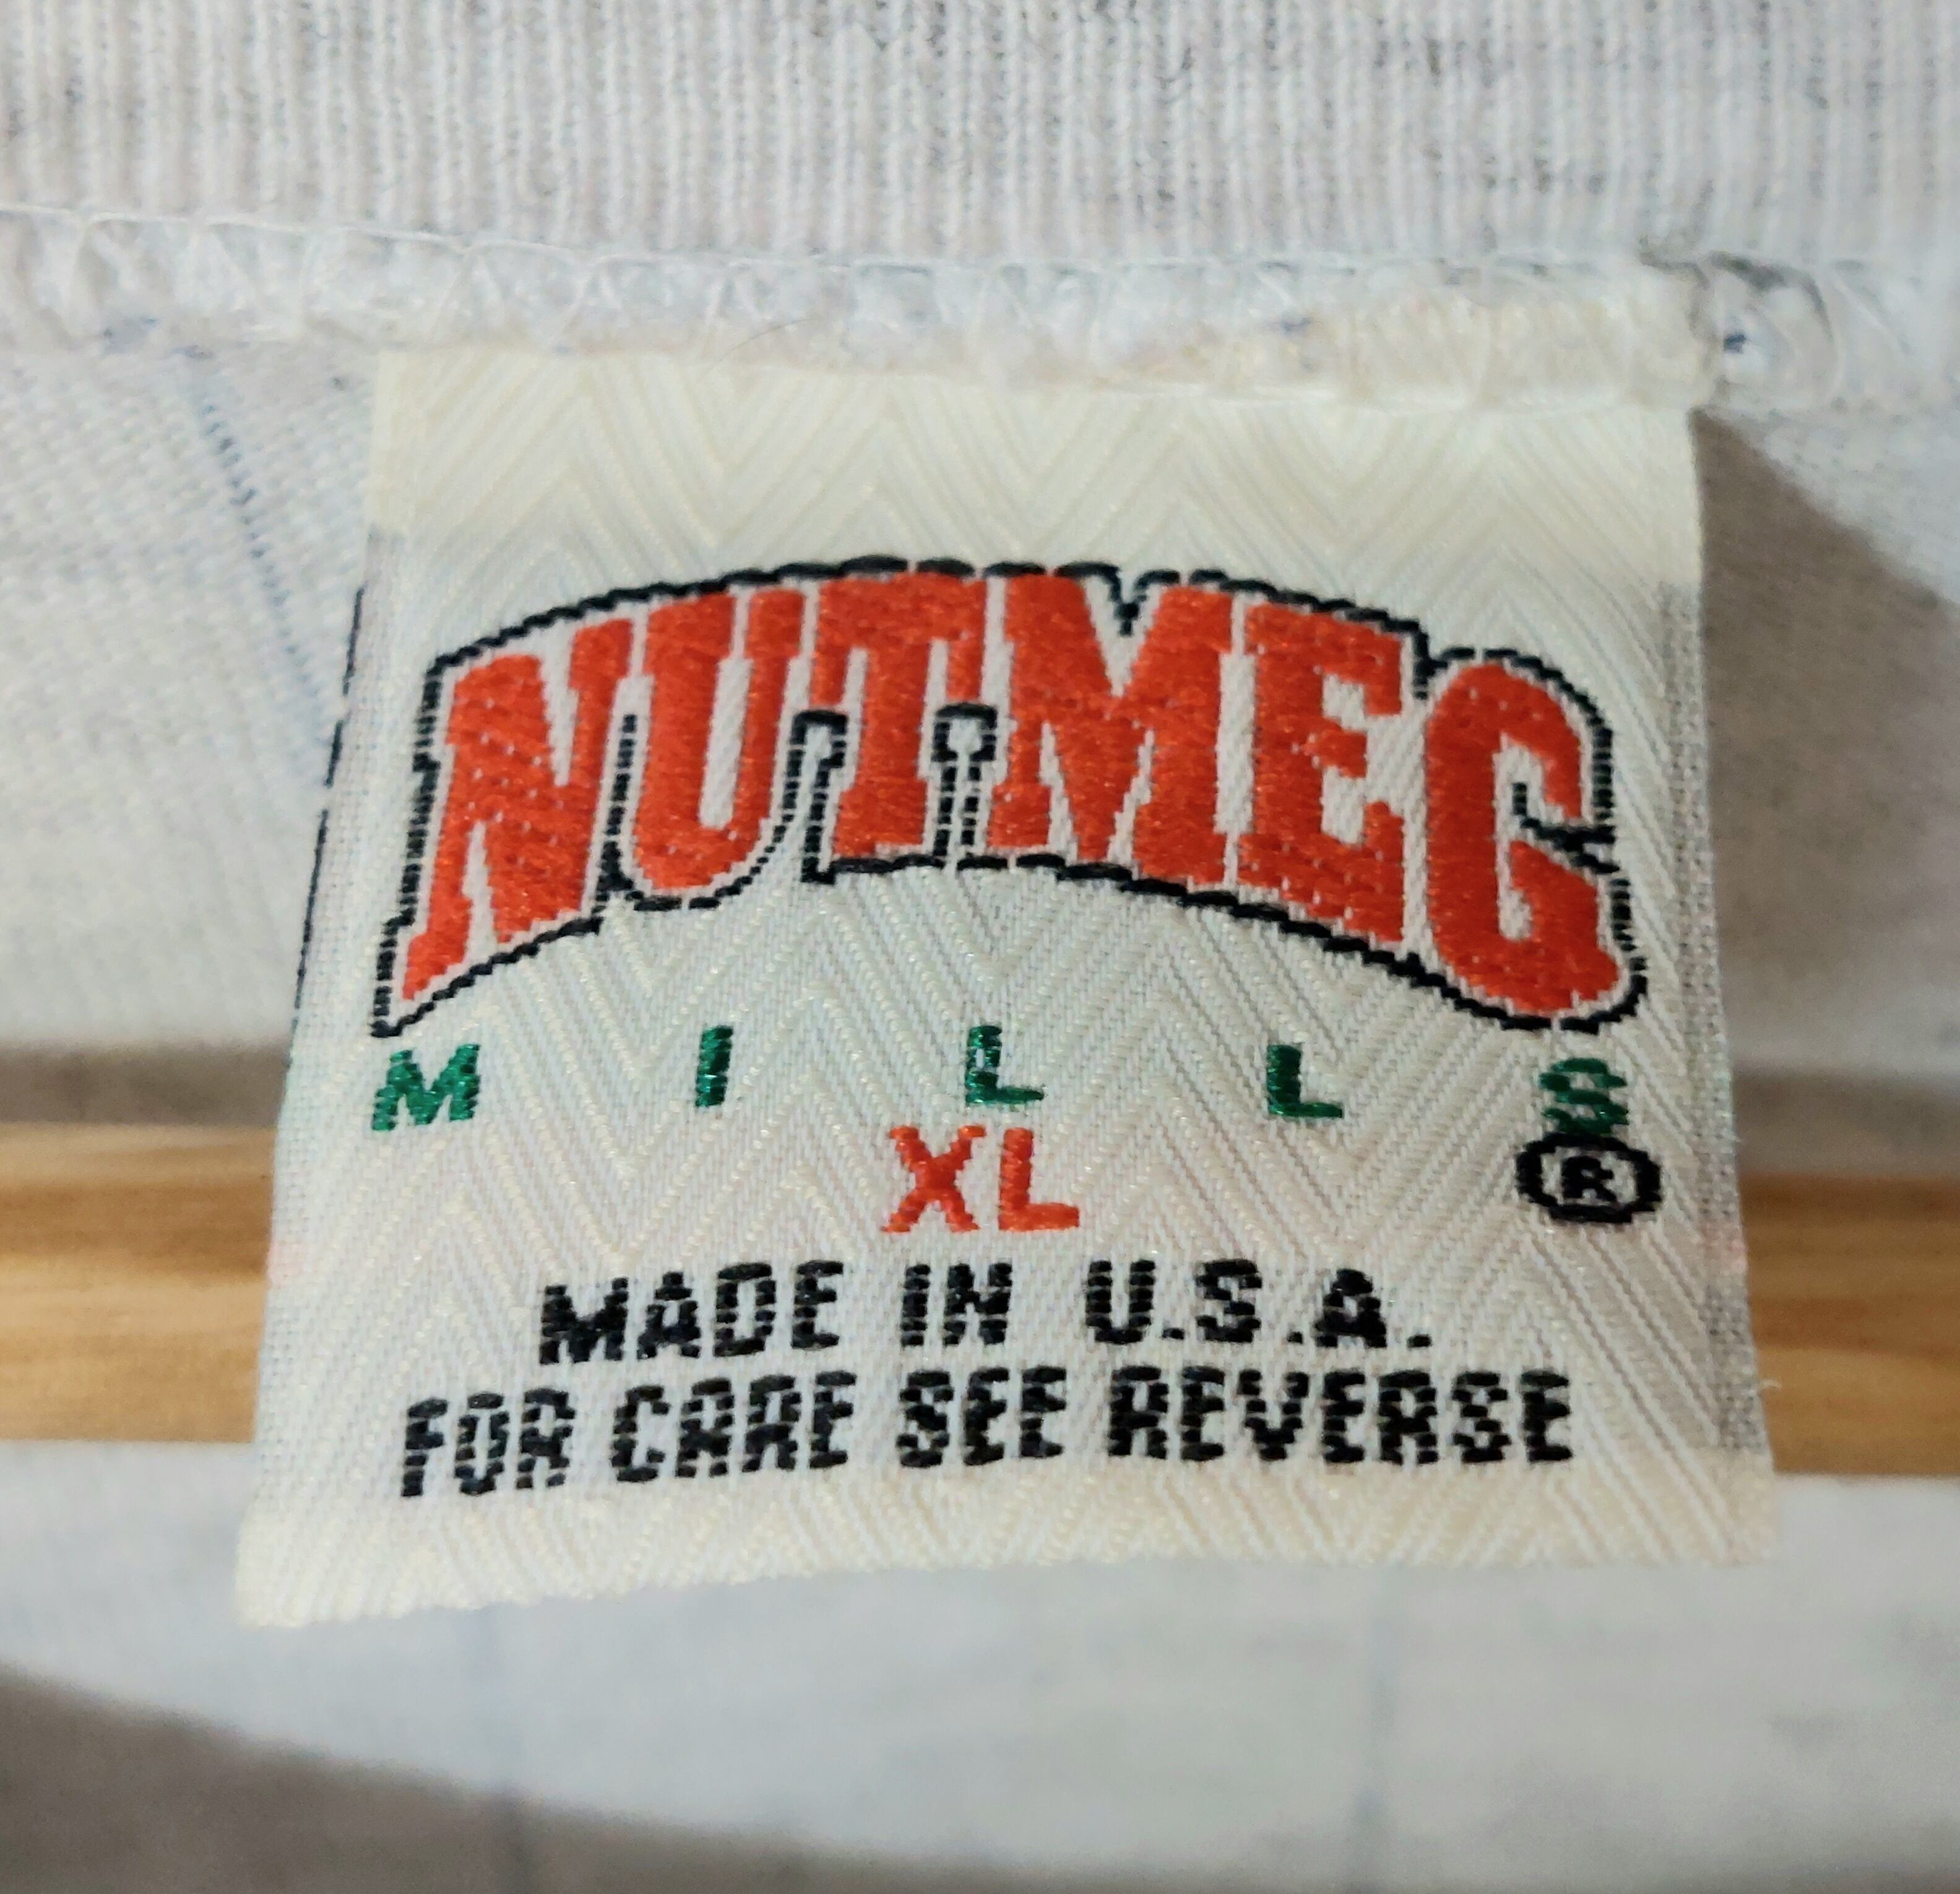 NUTMEG
MILLS
XL
®
MADE IN U.S.A.
FOR CARE SEE REVERSE